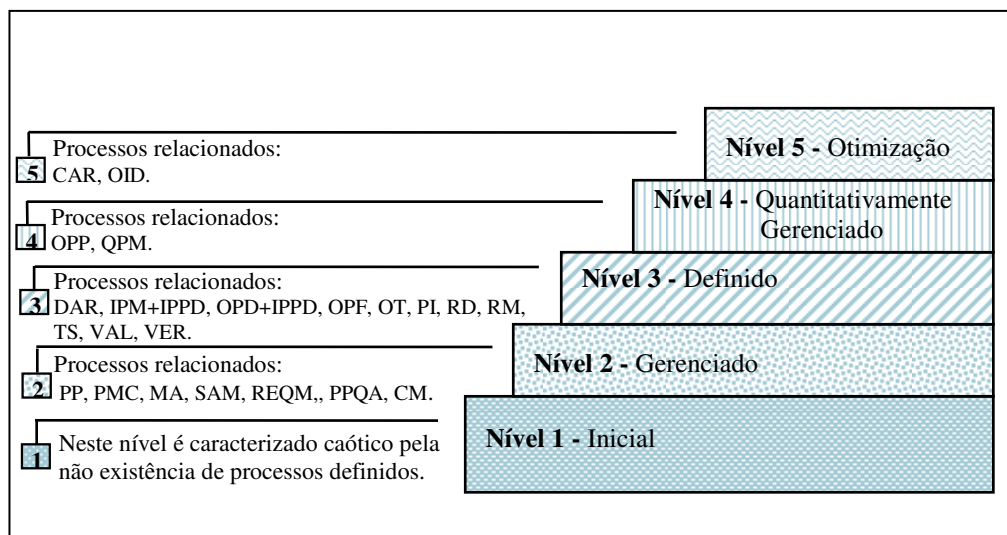 Processos relacionados:
5 CAR, OID.
Nível 5 - Otimização
Processos relacionados:
4 OPP, QPM.
Nível 4 - Quantitativamente
Gerenciado
Processos relacionados:
3 DAR, IPM+IPPD, OPD+IPPD, OPF, OT, PI, RD, RM,
TS, VAL, VER.
Nível 3 - Definido
Processos relacionados:
2 PP, PMC, MA, SAM, REQM,, PPQA, CM.
Nível 2 - Gerenciado
Neste nível é caracterizado caótico pela
1 não existência de processos definidos.
Nível 1 - Inicial